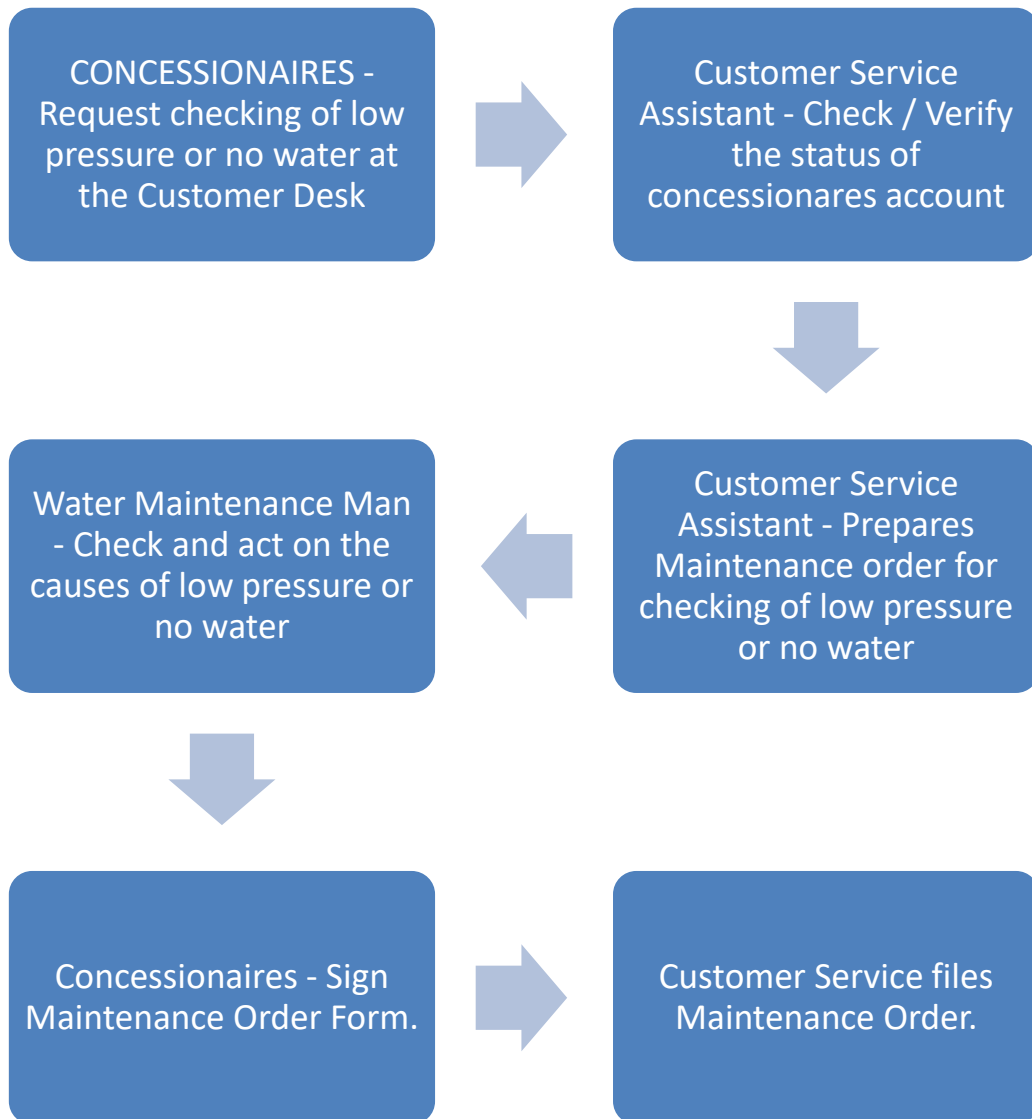 CONCESSIONAIRES -
Request checking of low
pressure or no water at
the Customer Desk
Customer Service
Assistant - Check / Verify
the status of
concessionares account
Customer Service
Assistant - Prepares
Maintenance order for
checking of low pressure
or no water
Water Maintenance Man
- Check and act on the
causes of low pressure or
no water
Concessionaires - Sign
Maintenance Order Form.
Customer Service files
Maintenance Order.